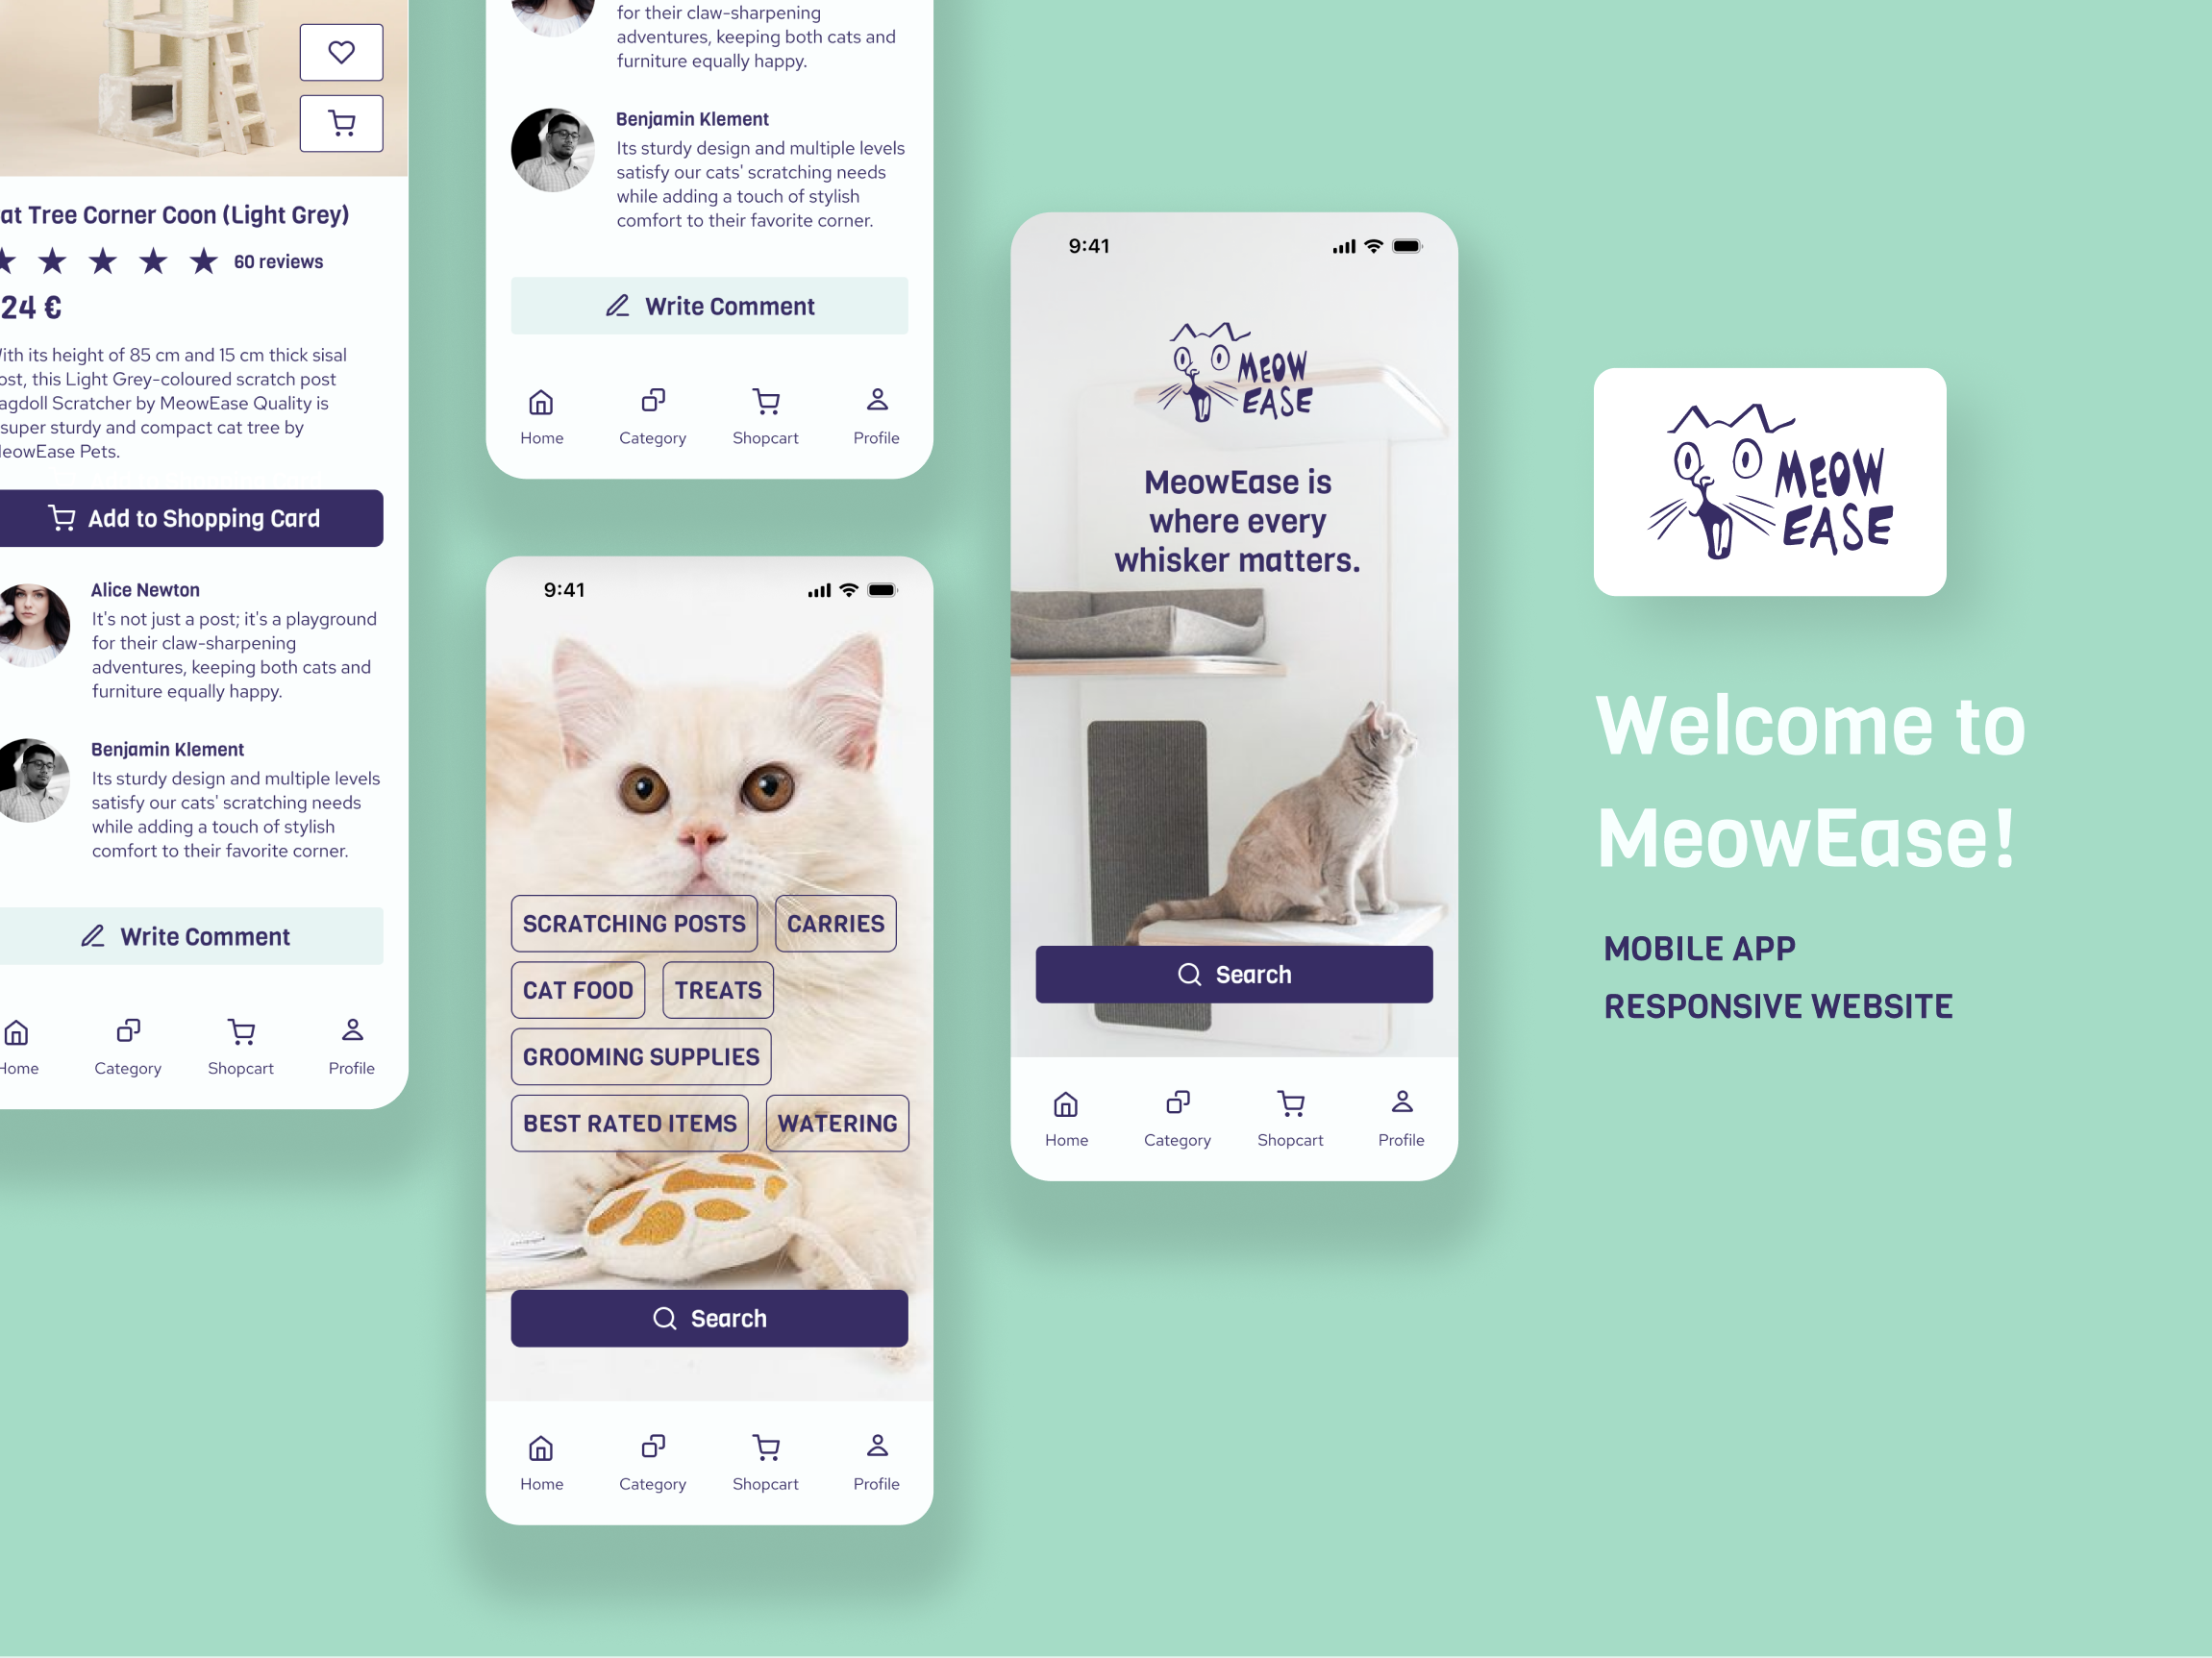 at Tree Corner Coon (Light Grey)
60 reviews
24 €
ith its height of 85 cm and 15 cm thick sisal
ost, this Light Grey-coloured scratch post
agdoll Scratcher by MeowEase Quality is
super sturdy and compact cat tree by
leowEase Pets.
Add to Shopping Card
Alice Newton
It's not just a post; it's a playground
for their claw-sharpening
adventures, keeping both cats and
furniture equally happy.
Benjamin Klement
Its sturdy design and multiple levels
satisfy our cats' scratching needs
while adding a touch of stylish
comfort to their favorite corner.
Write Comment
Home Category Shopcart Profile
for their claw-sharpening
adventures, keeping both cats and
furniture equally happy.
Benjamin Klement
Its sturdy design and multiple levels
satisfy our cats' scratching needs
while adding a touch of stylish
comfort to their favorite corner.
Write Comment
Home Category Shopcart Profile
9:41
SCRATCHING POSTS CARRIES
CAT FOOD TREATS
GROOMING SUPPLIES
BEST RATED ITEMS WATERING
Search
Home Category Shopcart Profile
9:41
MEOW
EASE
MeowEase is
where every
whisker matters.
Search
Home Category Shopcart Profile
MEOW
EASE
Welcome to
MeowEase!
MOBILE APP
RESPONSIVE WEBSITE